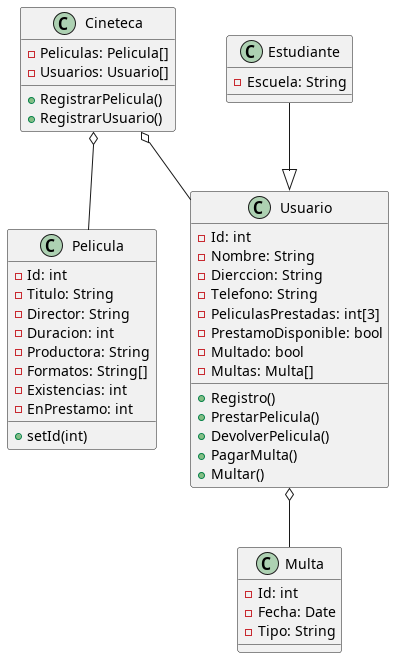 C Cineteca
Peliculas: Pelicula[]
Usuarios: Usuario[]
RegistrarPelicula()
RegistrarUsuario()
C Estudiante
Escuela: String
C Pelicula
Id: int
Titulo: String
Director: String
Duracion: int
Productora: String
Formatos: String[]
Existencias: int
EnPrestamo: int
setId(int)
C Usuario
Id: int
Nombre: String
Dierccion: String
Telefono: String
PeliculasPrestadas: int[3]
PrestamoDisponible: bool
Multado: bool
Multas: Multa[]
Registro()
PrestarPelicula()
DevolverPelicula()
PagarMulta()
Multar()
C Multa
Id: int
Fecha: Date
Tipo: String